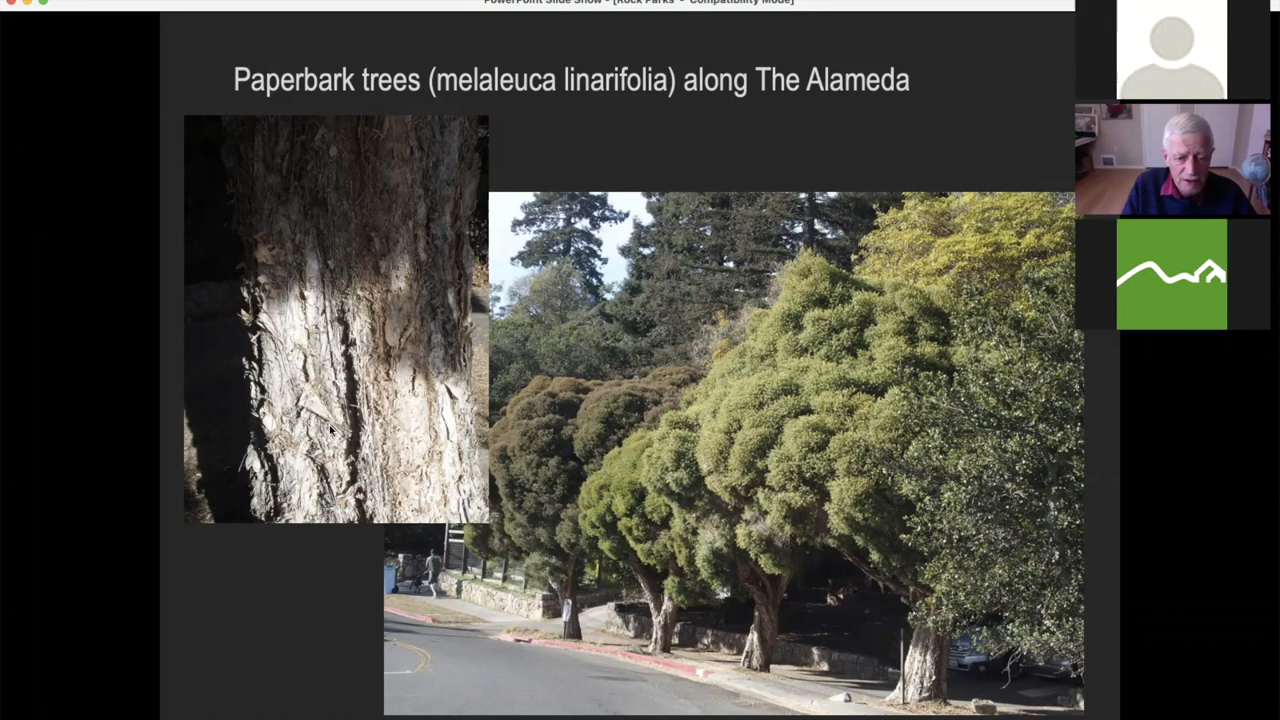 PowerPoint Slide Show - [Rock Parks - Compatibility Mode]
Paperbark trees (melaleuca linarifolia) along The Alameda